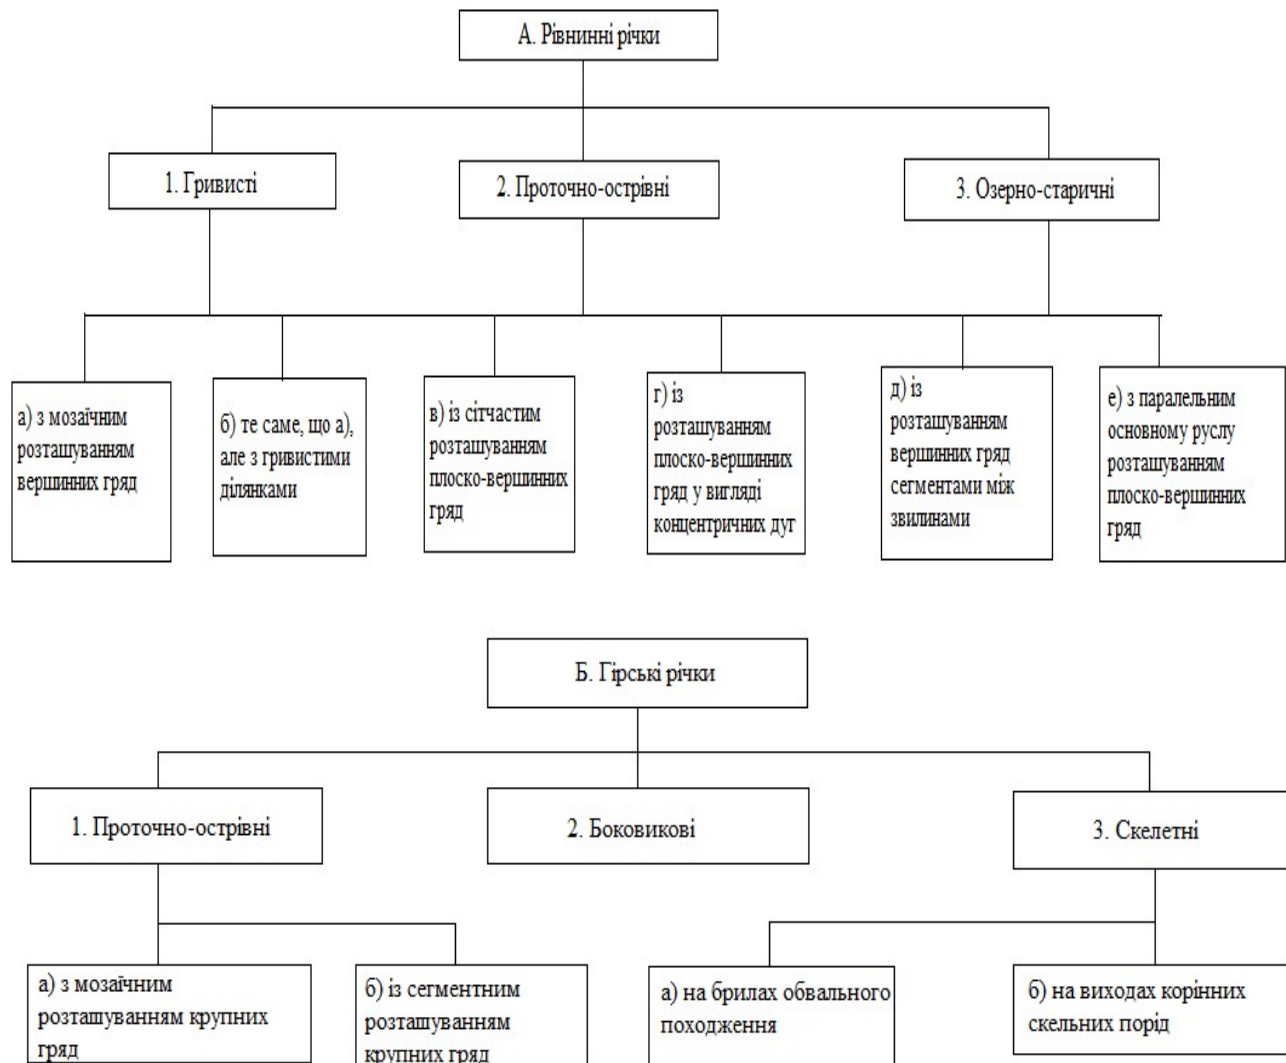 А. Рівнинні річки
1. Гривисті
2. Проточно-острівні
3. Озерно-старичні
а) з мозаїчним
розташуванням
вершинних гряд
б) те саме, що а),
але з гривистими
ділянками
в) із сітчастим
розташуванням
плоско-вершинних
гряд
г) із
розташуванням
плоско-вершинних
гряд у вигляді
концентричних дуг
д) із
розташуванням
вершинних гряд
сегментами між
звилинами
е) з паралельним
основному руслу
розташуванням
плоско-вершинних
гряд
Б. Гірські річки
1. Проточно-острівні
2. Боковикові
3. Скелетні
а) з мозаїчним
розташуванням крупних
гряд
б) із сегментним
розташуванням
крупних гряд
а) на брилах обвального
походження
б) на виходах корінних
скельних порід